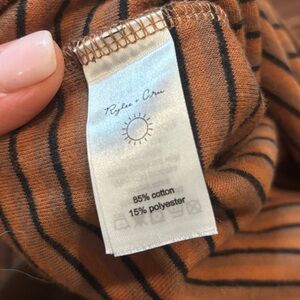 Rylee + Cru
85% cotton
15% polyester